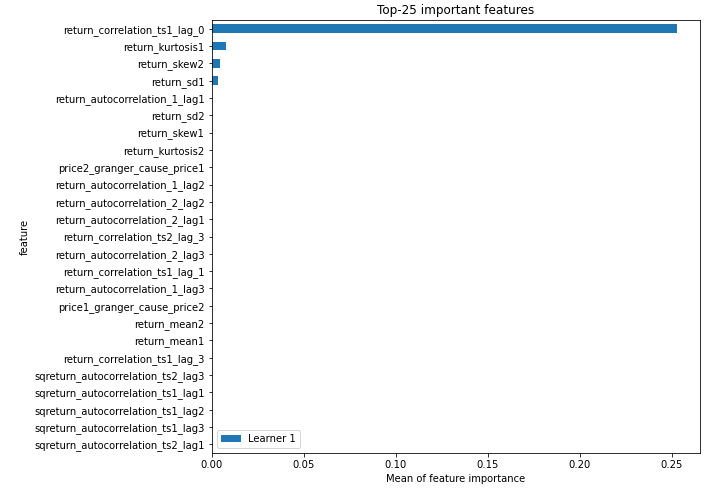 Top-25 important features
return_correlation_ts1_lag_0
return_kurtosis1
return_skew2
return_sd1
return_autocorrelation_1_lag1
return_sd2
return_skew1
return_kurtosis2
price2_granger_cause_price1
return_autocorrelation_1_lag2
return_autocorrelation_2_lag2
return_autocorrelation_2_lag1
return_correlation_ts2_lag_3
return_autocorrelation_2_lag3
return_correlation_ts1_lag_1
return_autocorrelation_1_lag3
price1_granger_cause_price2
return_mean2
return_mean1
return_correlation_ts1_lag_3
sqreturn_autocorrelation_ts2_lag3
sqreturn_autocorrelation_ts1_lag1
sqreturn_autocorrelation_ts1_lag2
sqreturn_autocorrelation_ts1_lag3
sqreturn_autocorrelation_ts2_lag1
feature
Learner 1
0.00 0.05 0.10 0.15 0.20 0.25
Mean of feature importance